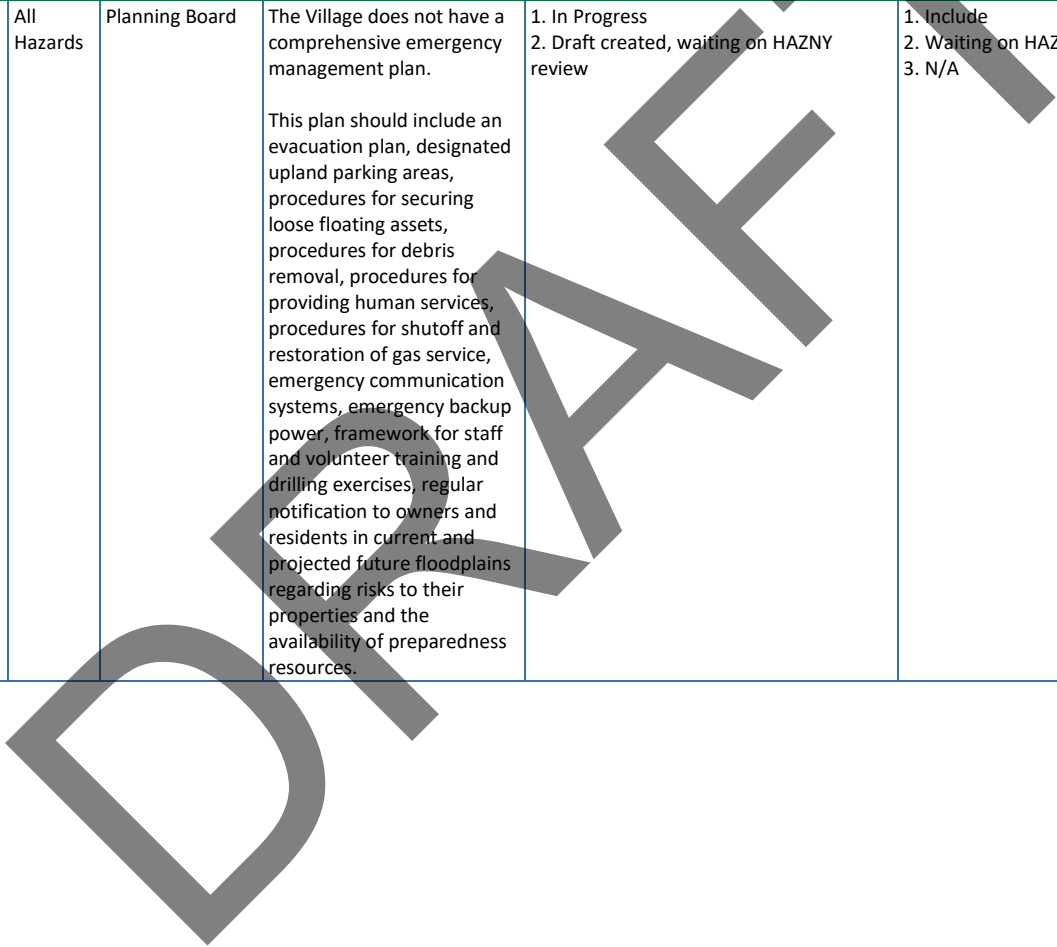 All
Hazards
Planning Board
The Village does not have a
comprehensive emergency
management plan.
This plan should include an
evacuation plan, designated
upland parking areas,
procedures for securing
loose floating assets,
procedures for debris
removal, procedures for
providing human services,
procedures for shutoff and
restoration of gas service,
emergency communication
systems, emergency backup
power, framework for staff
and volunteer training and
drilling exercises, regular
notification to owners and
residents in current and
projected future floodplains
regarding risks to their
properties and the
availability of preparedness
resources.
1. In Progress
2. Draft created, waiting on HAZNY
review
1. Include
2. Waiting on HAZ
3. N/A
DRAFT